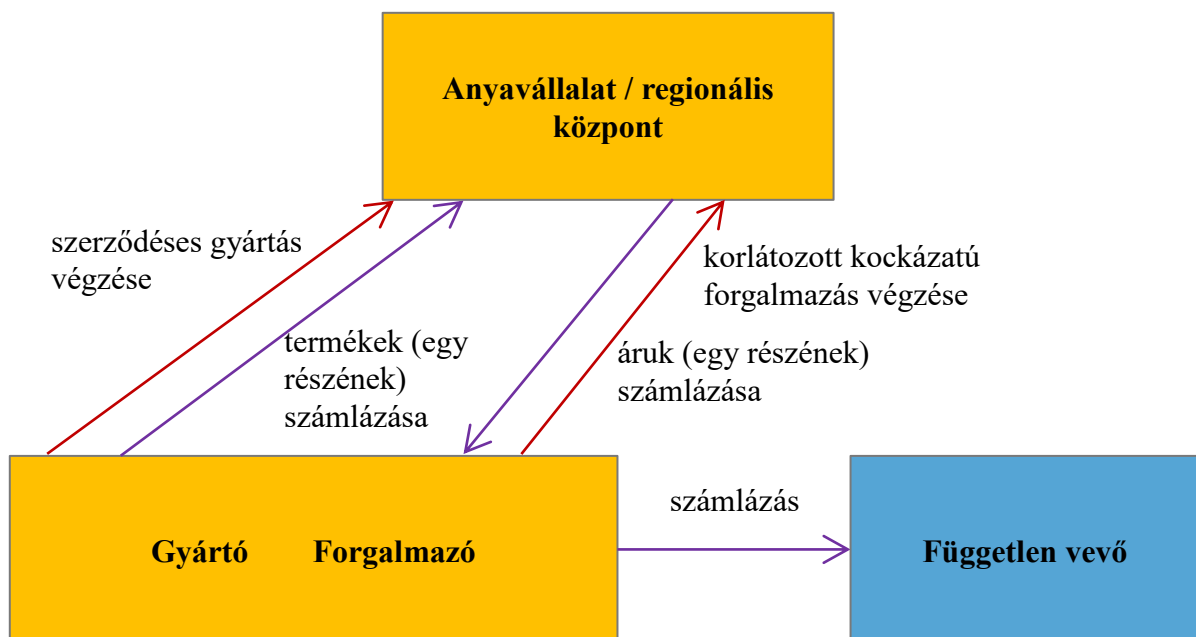 Anyavállalat / regionális
központ
szerződéses gyártás
végzése
korlátozott kockázatú
forgalmazás végzése
termékek (egy
részének)
számlázása
áruk (egy részének)
számlázása
számlázás
Gyártó Forgalmazó
Független vevő